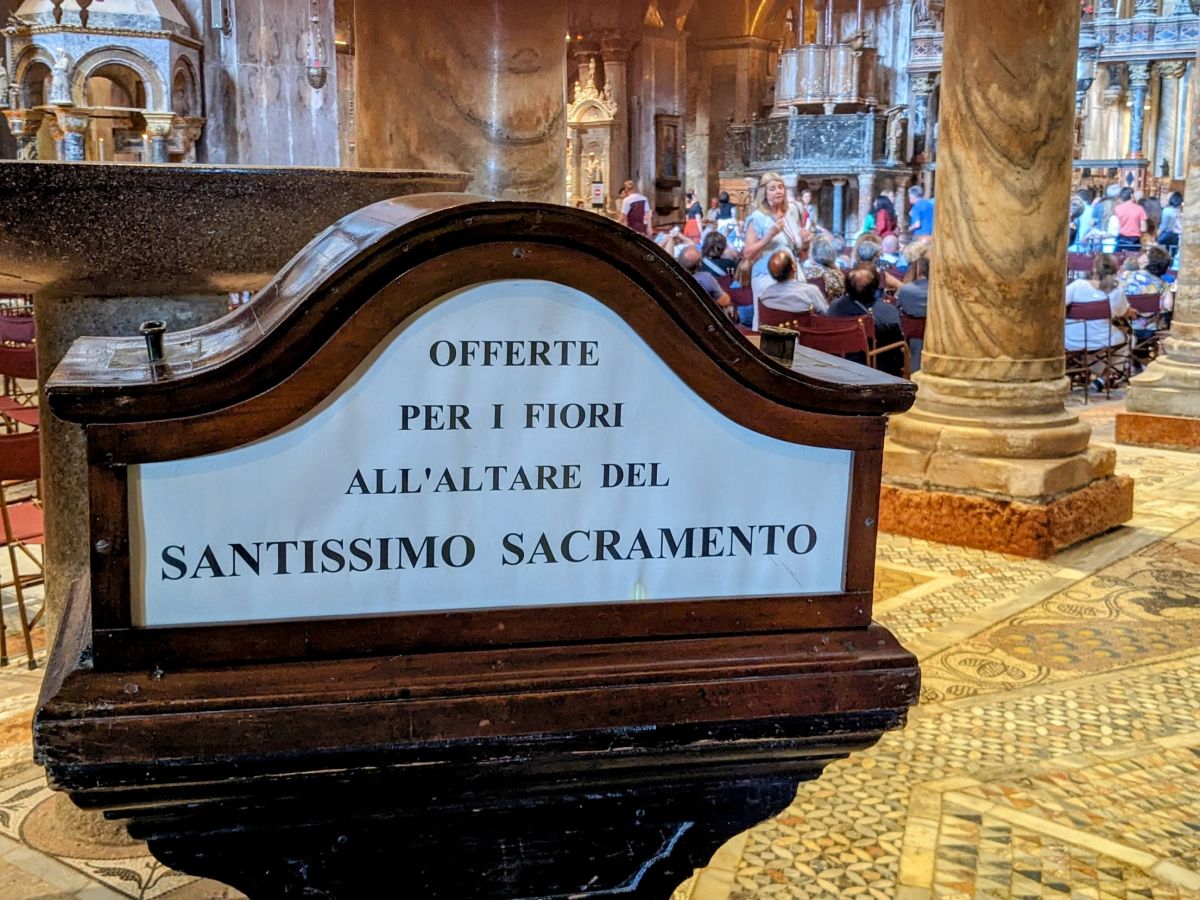 OFFERTE
PER I FIORI
ALL'ALTARE DEL
SANTISSIMO SACRAMENTO